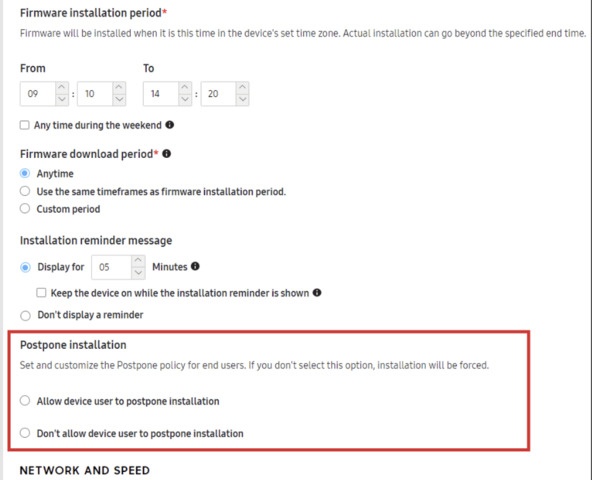 Firmware installation period*
Firmware will be installed when it is this time in the device's set time zone. Actual installation can go beyond the specified end time.
From To
09 : 10 14 : 20
Any time during the weekend
Firmware download period*
Anytime
Use the same timeframes as firmware installation period.
Custom period
Installation reminder message
Display for 05 Minutes
Keep the device on while the installation reminder is shown
Don't display a reminder
Postpone installation
Set and customize the Postpone policy for end users. If you don't select this option, installation will be forced.
Allow device user to postpone installation
Don't allow device user to postpone installation
NETWORK AND SPEED